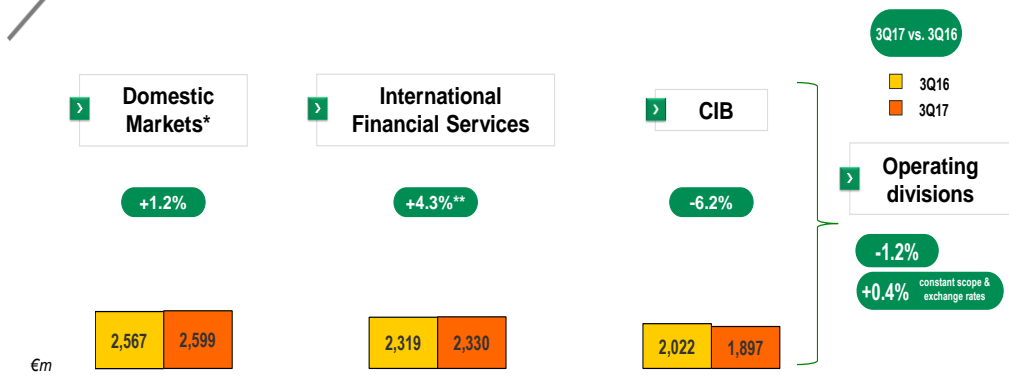 3Q17 vs. 3Q16
3Q16
3Q17
Domestic
Markets*
International
Financial Services
CIB
Operating
divisions
+1.2%
+4.3%**
-6.2%
-1.2%
+0.4% constant scope &
exchange rates
2,567 2,599
2,319 2,330
2,022 1,897
€m